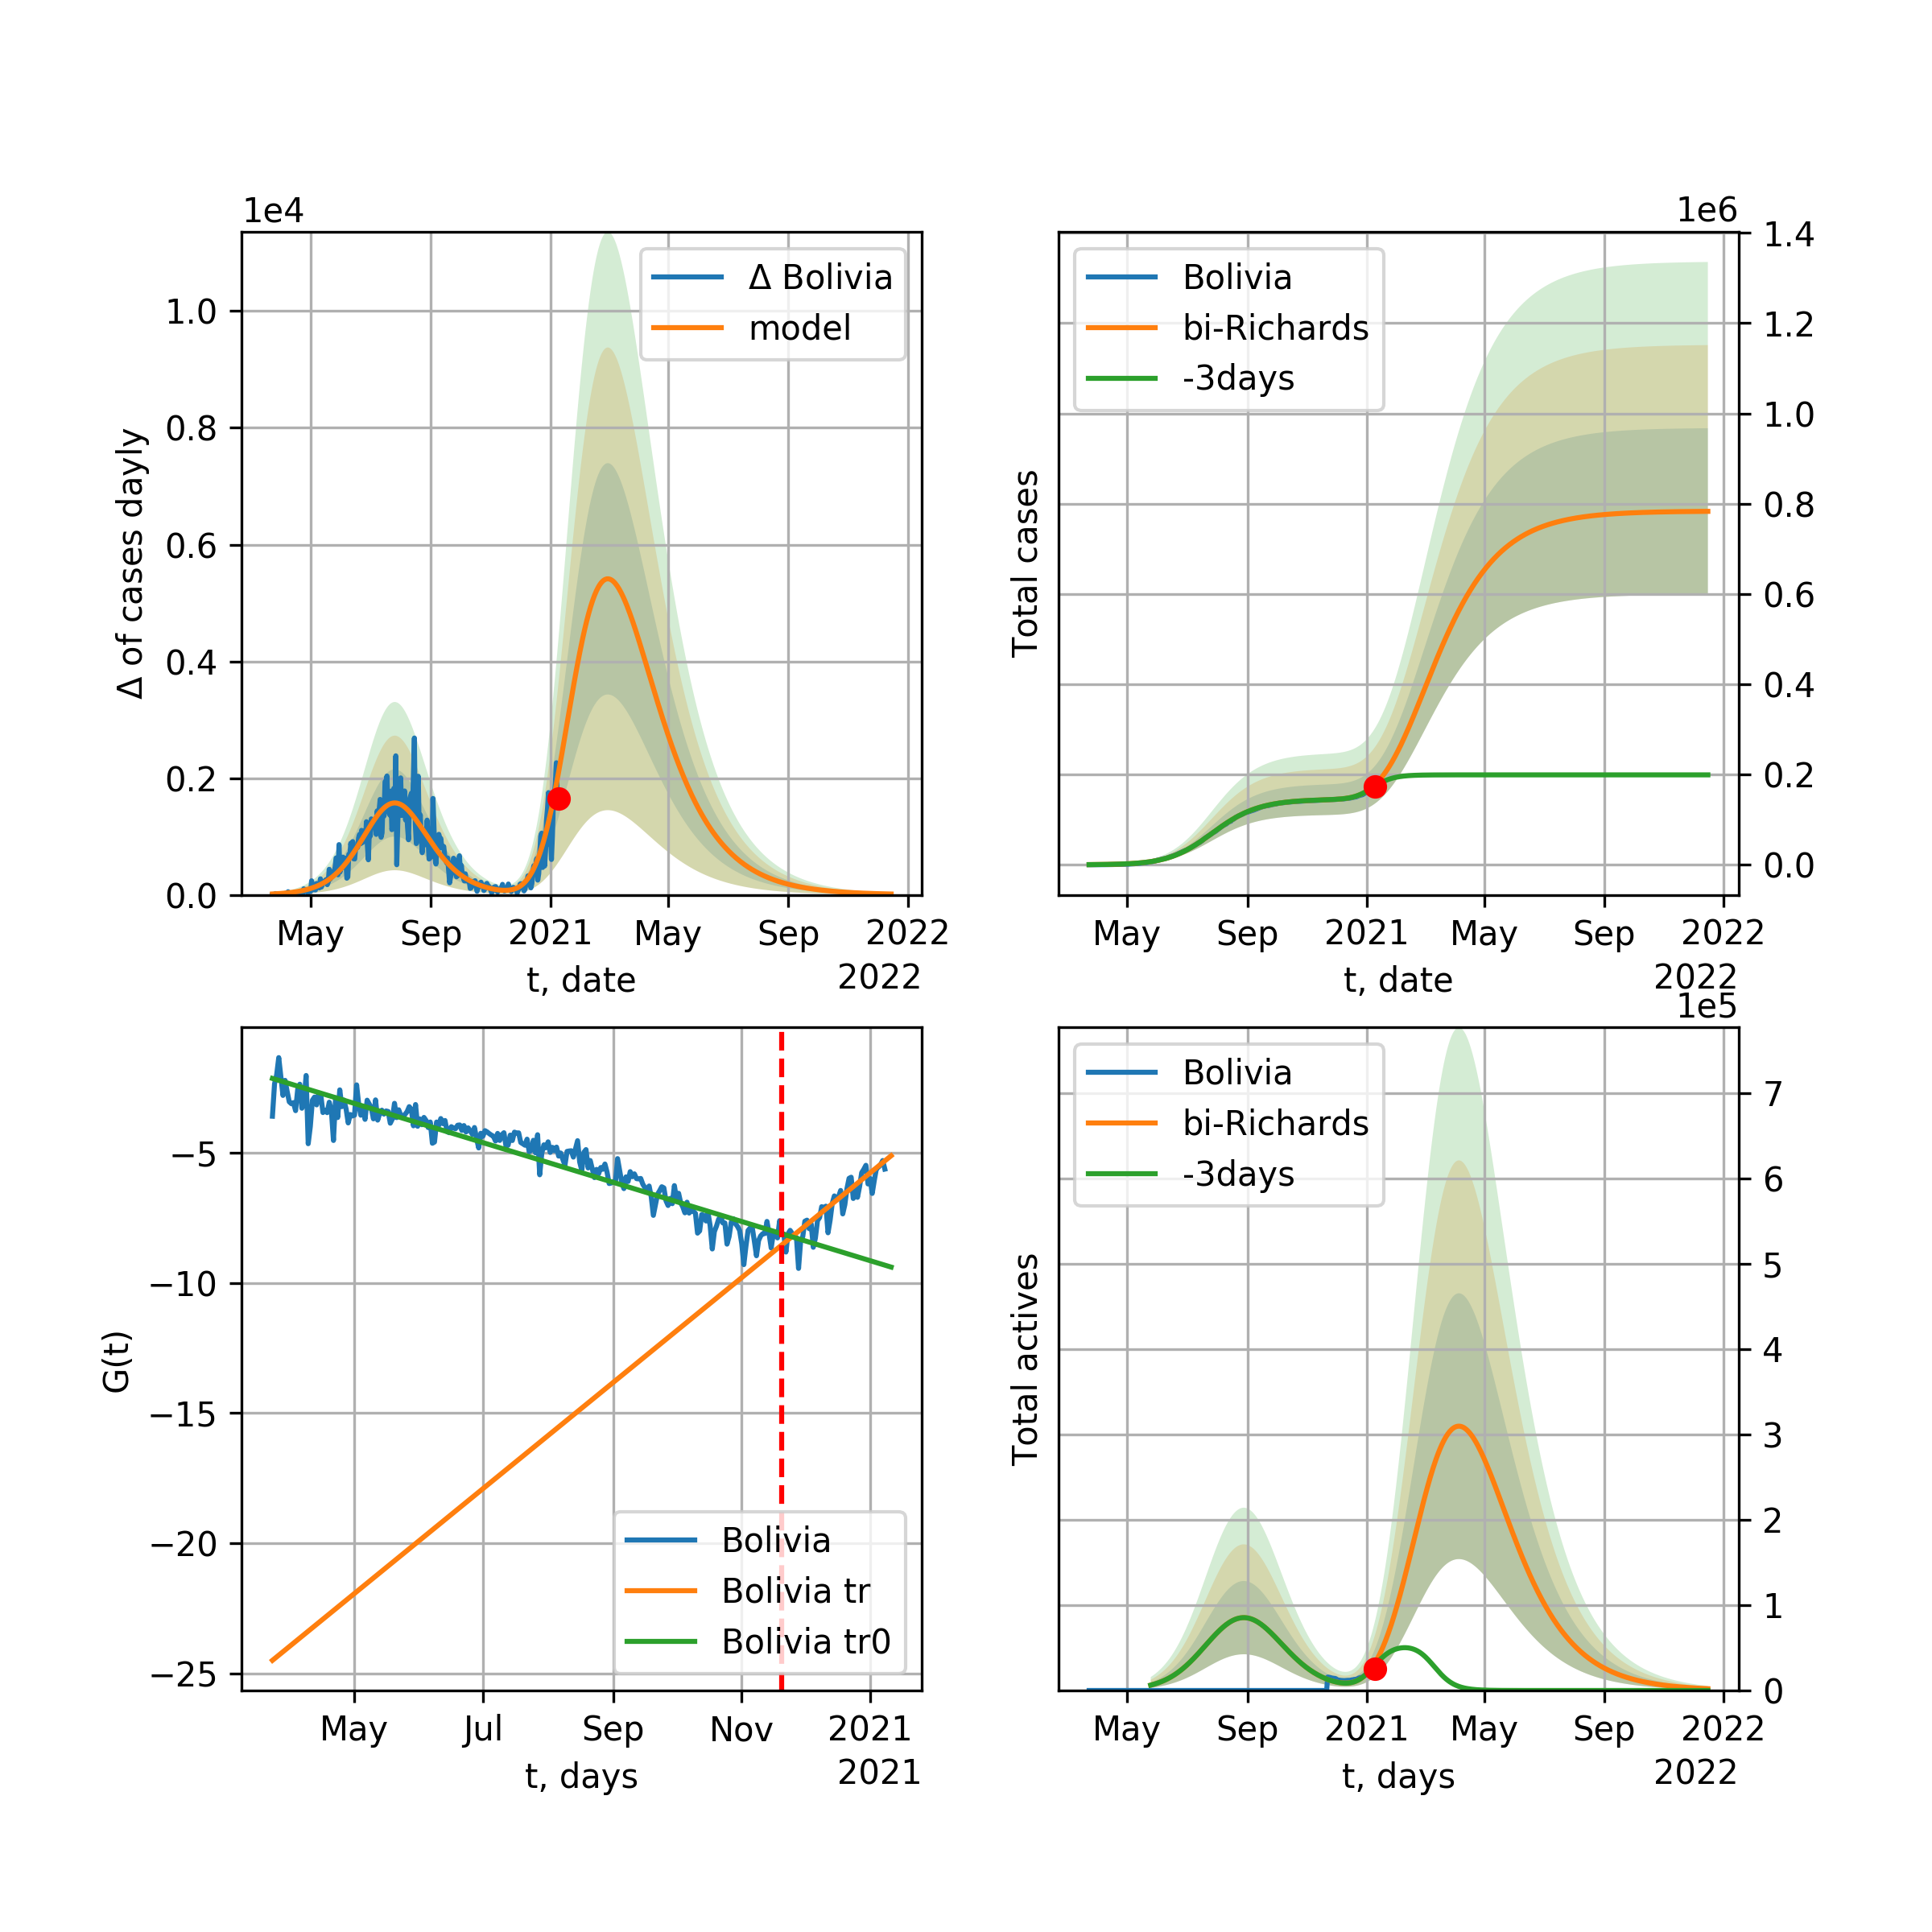 1e4
Δ Bolivia
model
1.0
0.8
0.6
0.4
0.2
0.0
Δ of cases dayly
May Sep 2021 May Sep 2022
t, date
2022
1e6
Bolivia
bi-Richards
-3days
1.4
1.2
1.0
0.8
0.6
0.4
0.2
0.0
Total cases
May Sep 2021 May Sep 2022
t, date
2022
−5
−10
−15
−20
−25
G(t)
Bolivia
Bolivia tr
Bolivia tr0
May Jul Sep Nov 2021
t, days
2021
1e5
Bolivia
bi-Richards
-3days
7
6
5
4
3
2
1
0
Total actives
May Sep 2021 May Sep 2022
t, days
2022